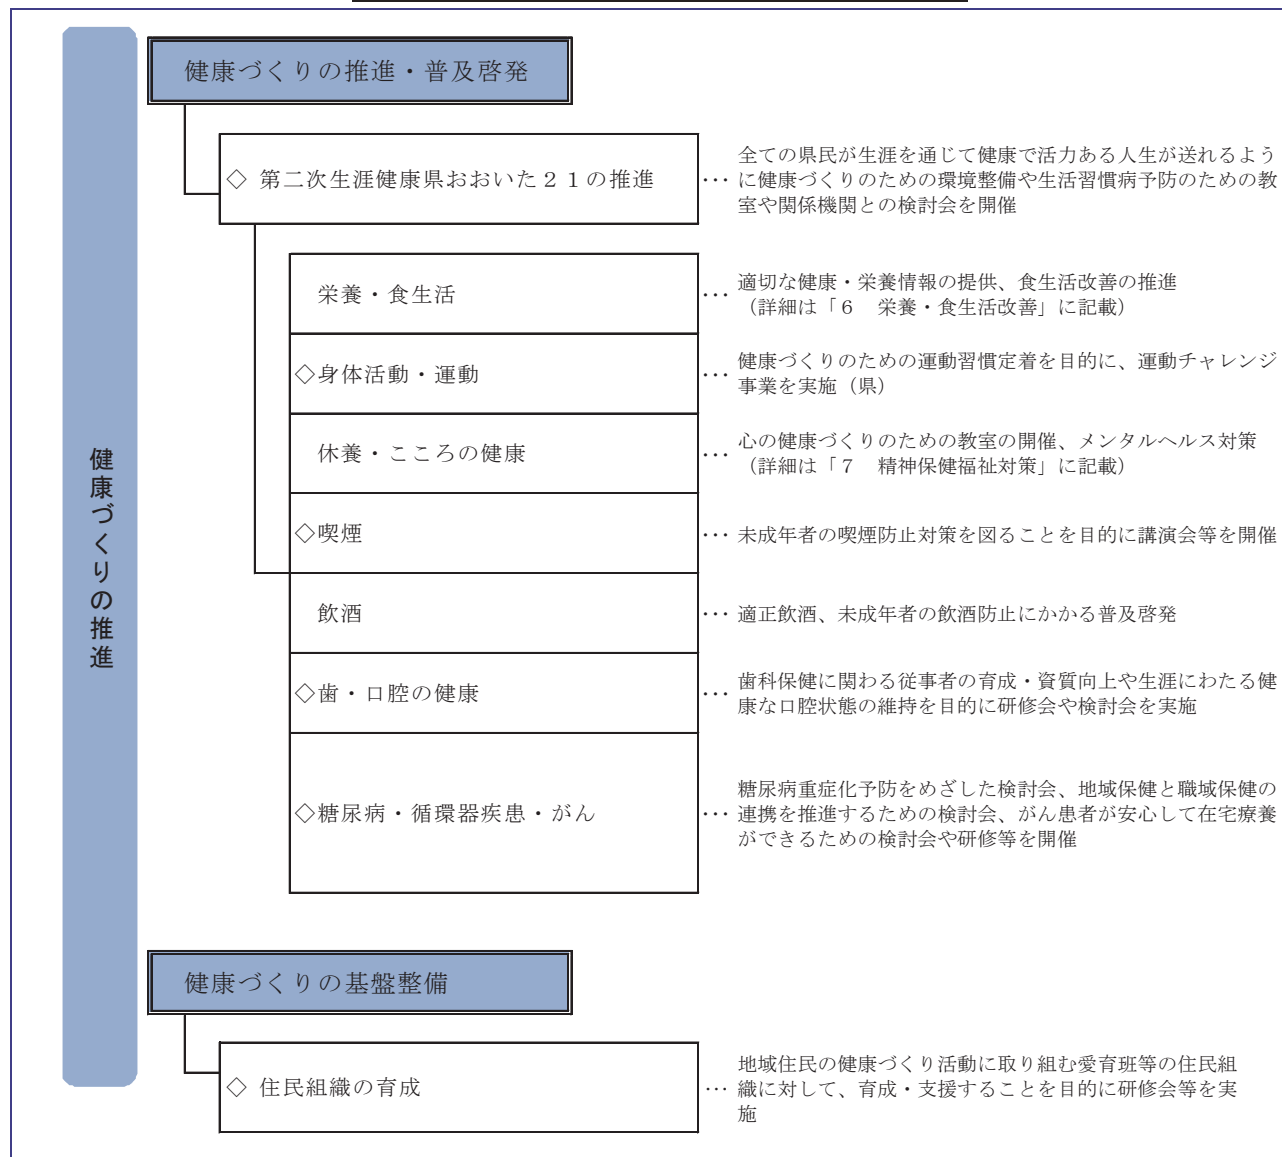 健康づくりの推進
健康づくりの推進・普及啓発
◇ 第二次生涯健康県おおいた２１の推進
… 全ての県民が生涯を通じて健康で活力ある人生が送れるよう
に健康づくりのための環境整備や生活習慣病予防のための教
室や関係機関との検討会を開催
栄養・食生活
… 適切な健康・栄養情報の提供、食生活改善の推進
（詳細は「６　栄養・食生活改善」に記載）
◇身体活動・運動
… 健康づくりのための運動習慣定着を目的に、運動チャレンジ
事業を実施（県）
休養・こころの健康
… 心の健康づくりのための教室の開催、メンタルヘルス対策
（詳細は「７　精神保健福祉対策」に記載）
◇喫煙
… 未成年者の喫煙防止対策を図ることを目的に講演会等を開催
飲酒
… 適正飲酒、未成年者の飲酒防止にかかる普及啓発
◇歯・口腔の健康
… 歯科保健に関わる従事者の育成・資質向上や生涯にわたる健
康な口腔状態の維持を目的に研修会や検討会を実施
◇糖尿病・循環器疾患・がん
… 糖尿病重症化予防をめざした検討会、地域保健と職域保健の
連携を推進するための検討会、がん患者が安心して在宅療養
ができるための検討会や研修等を開催
健康づくりの基盤整備
◇ 住民組織の育成
… 地域住民の健康づくり活動に取り組む愛育班等の住民組
織に対して、育成・支援することを目的に研修会等を実
施